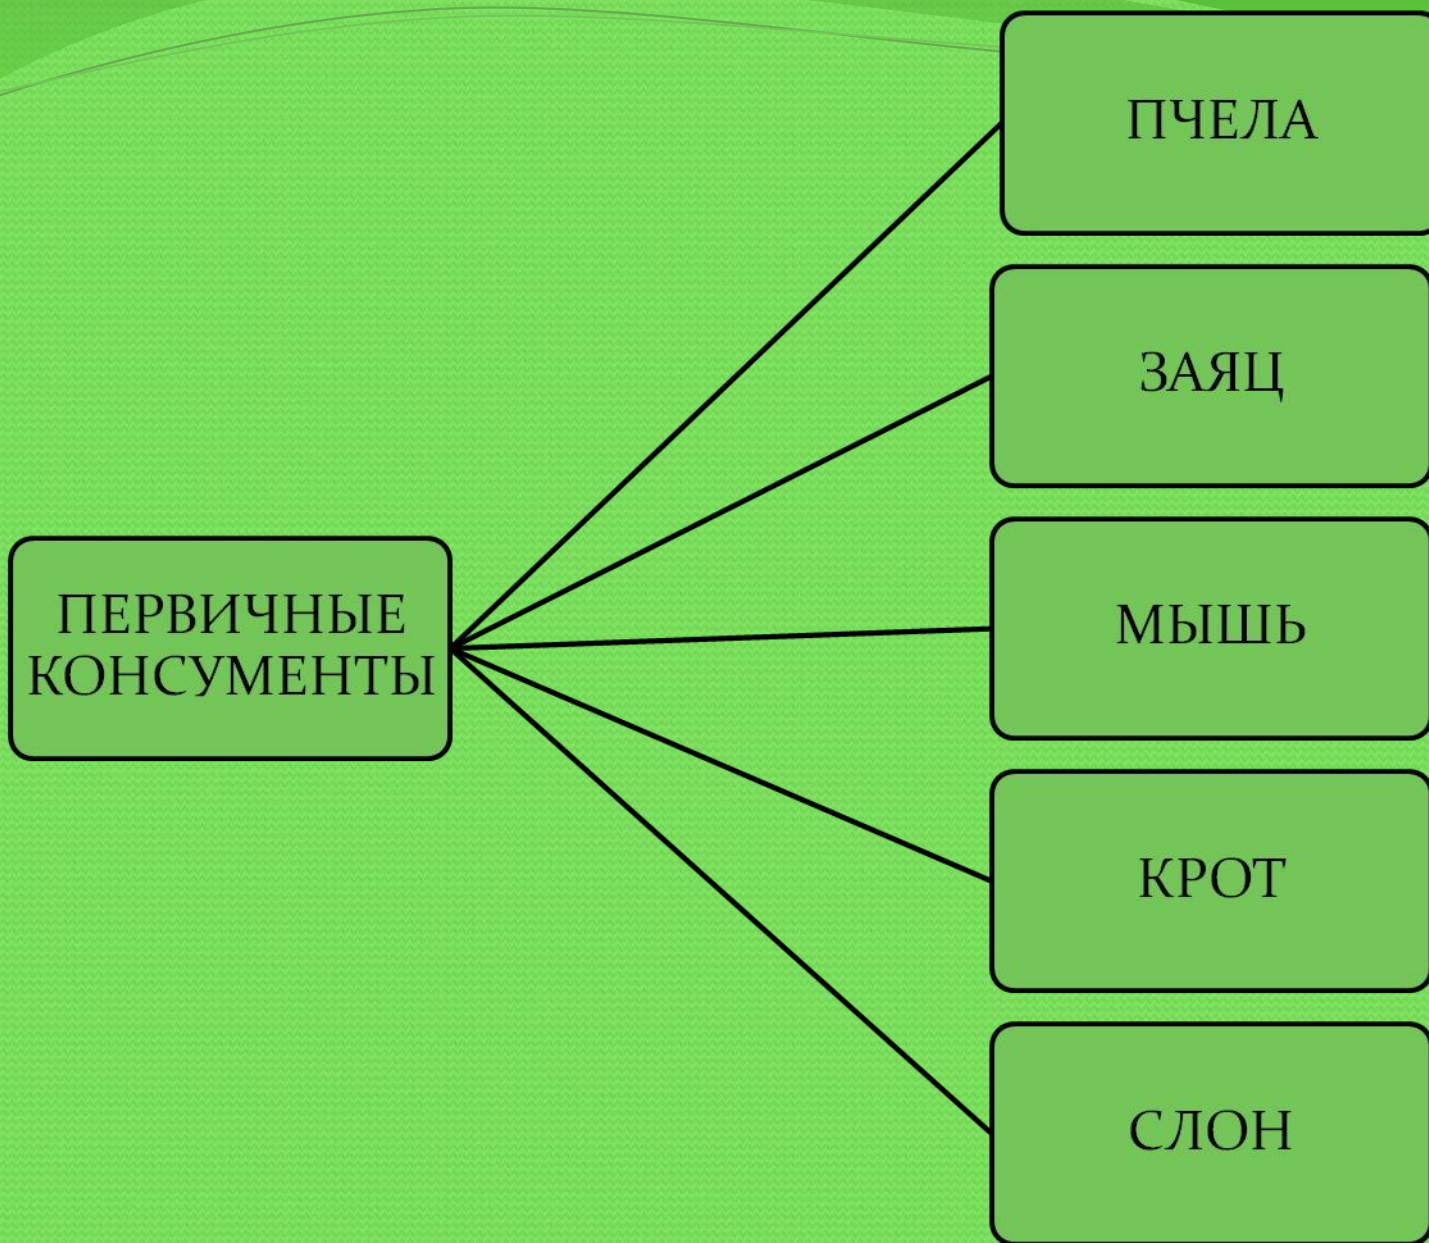 ПЧЕЛА
ЗАЯЦ
ПЕРВИЧНЫЕ
КОНСУМЕНТЫ
МЫШЬ
КРОТ
СЛОН